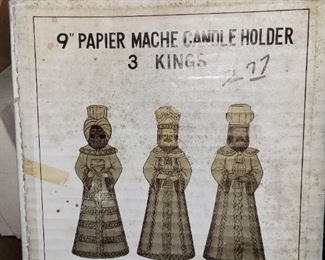 9" PAPIER MACHE CANDLE HOLDER
3 KINGS